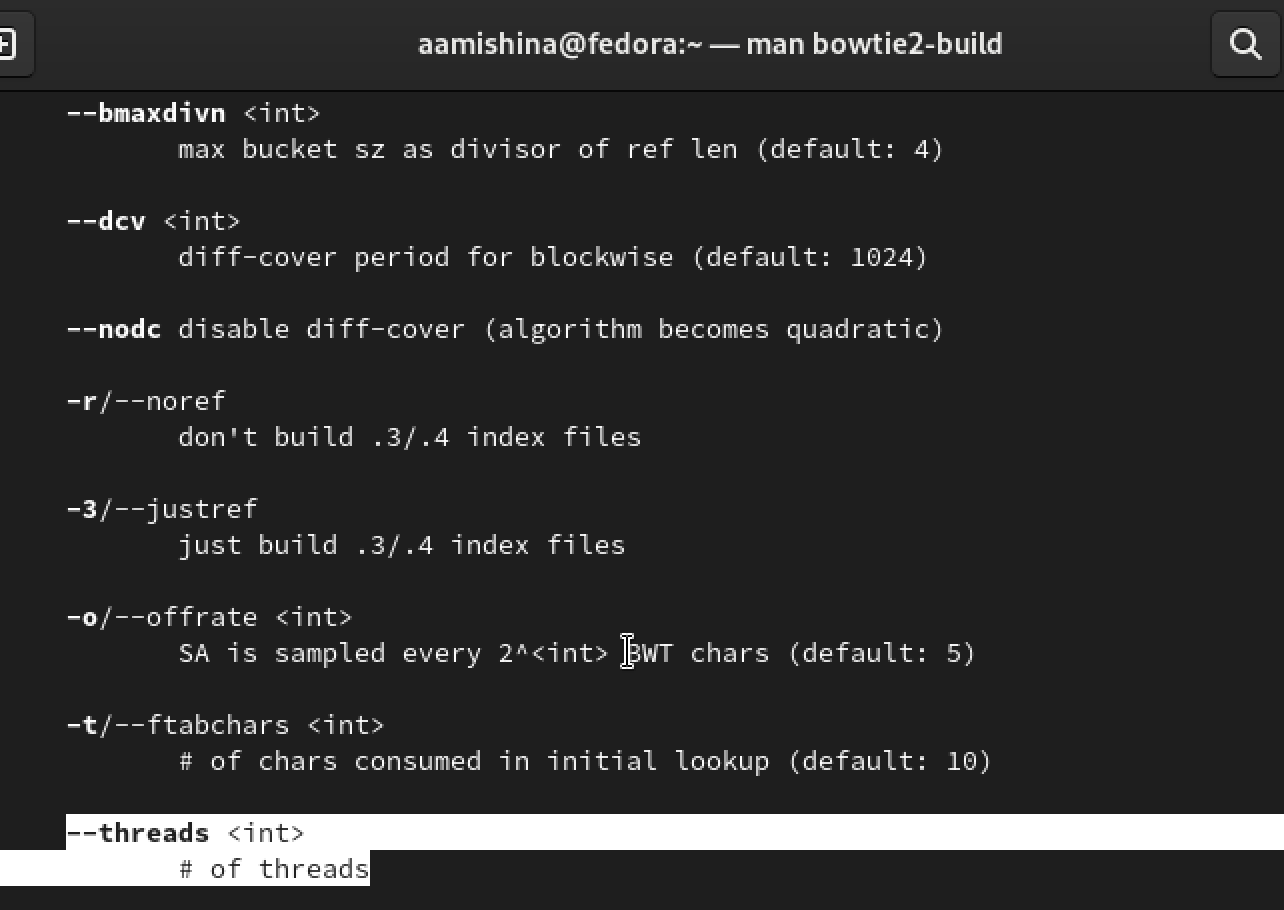 aamishina@fedora:~ — man bowtie2-build
--bmaxdivn <int>
max bucket sz as divisor of ref len (default: 4)
--dcv <int>
diff-cover period for blockwise (default: 1024)
--nodc disable diff-cover (algorithm becomes quadratic)
-r/--noref
don't build .3/.4 index files
-3/--justref
just build .3/.4 index files
-o/--offrate <int>
SA is sampled every 2^<int> BWT chars (default: 5)
-t/--ftabchars <int>
# of chars consumed in initial lookup (default: 10)
--threads <int>
# of threads